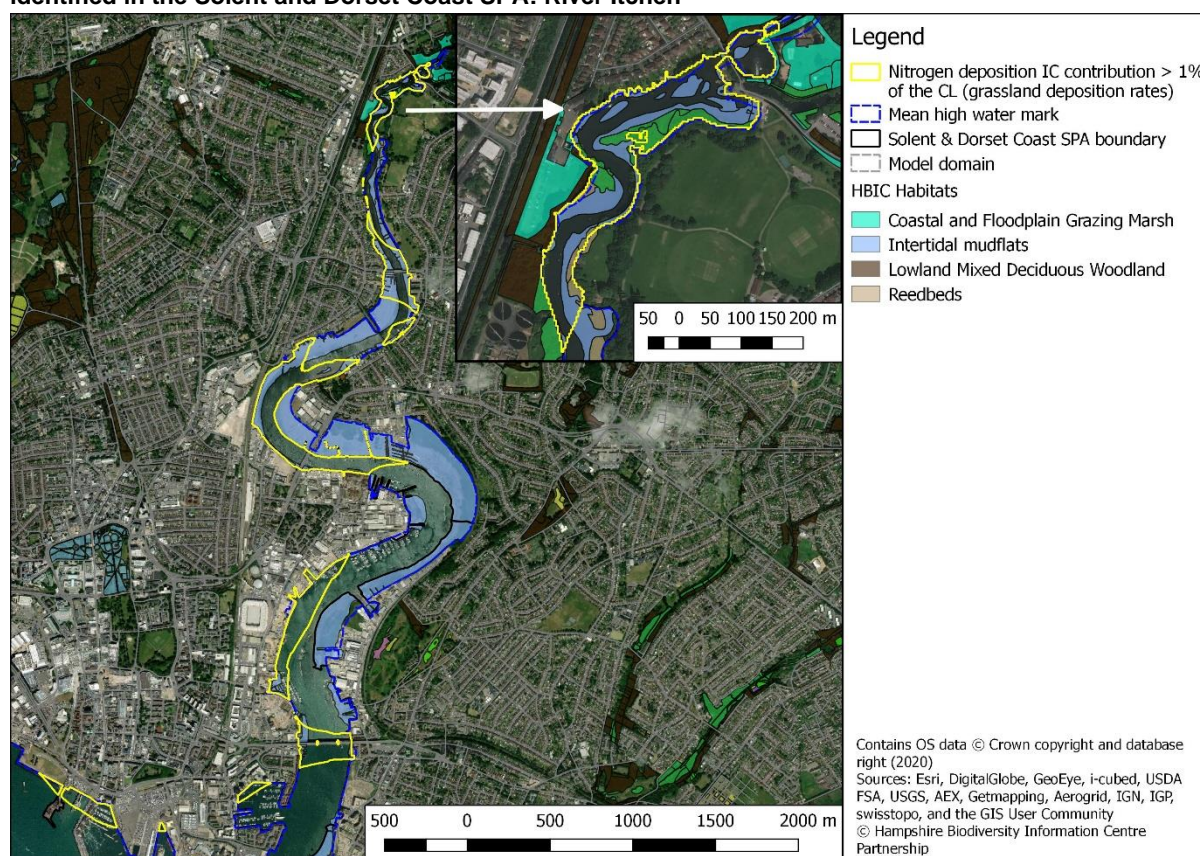 identified in the Solent and Dorset Coast SPA: River Itchen
Legend
Nitrogen deposition IC contribution > 1%
of the CL (grassland deposition rates)
Mean high water mark
Solent & Dorset Coast SPA boundary
Model domain
HBIC Habitats
Coastal and Floodplain Grazing Marsh
Intertidal mudflats
Lowland Mixed Deciduous Woodland
Reedbeds
50 0 50 100 150 200 m
500 0 500 1000 1500 2000 m
Contains OS data © Crown copyright and database
right (2020)
Sources: Esri, DigitalGlobe, GeoEye, i-cubed, USDA
FSA, USGS, AEX, Getmapping, Aerogrid, IGN, IGP,
swisstopo, and the GIS User Community
© Hampshire Biodiversity Information Centre
Partnership